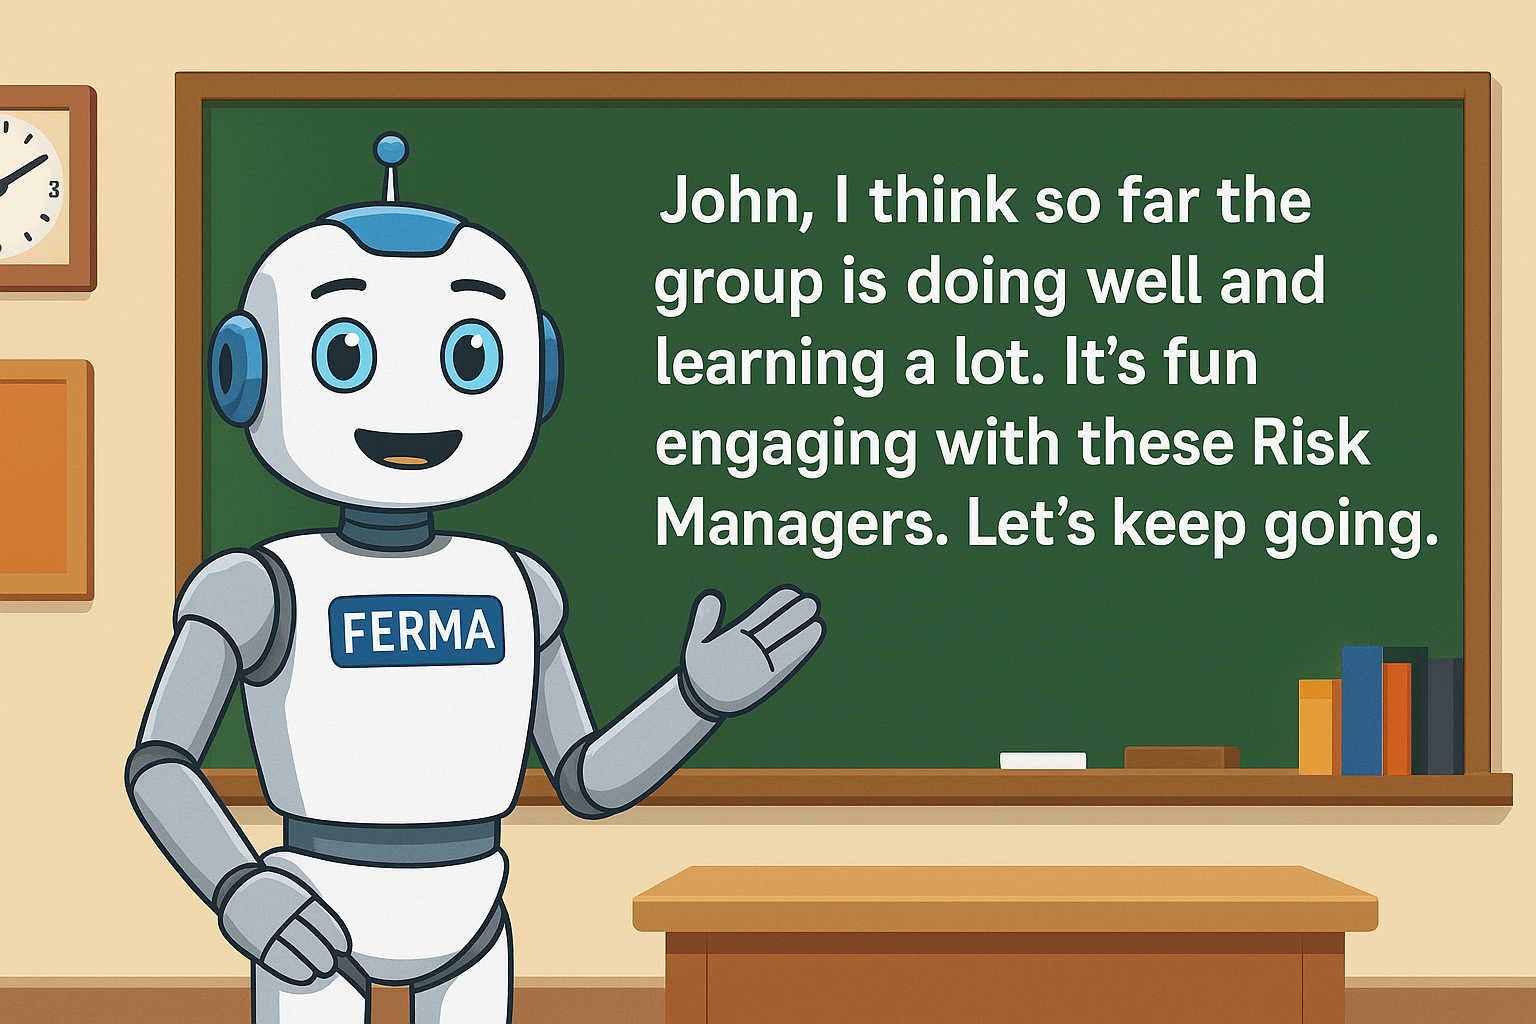 3
John, I think so far the
group is doing well and
learning a lot. It’s fun
engaging with these Risk
Managers. Let’s keep going.
FERMA